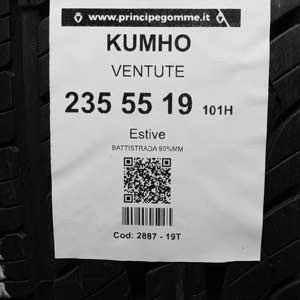 www.principegomme.it
KUMHO
VENTUTE
235 55 19 101H
Estive
BATTISTRADA 90%MM
Cod: 2887 - 19T